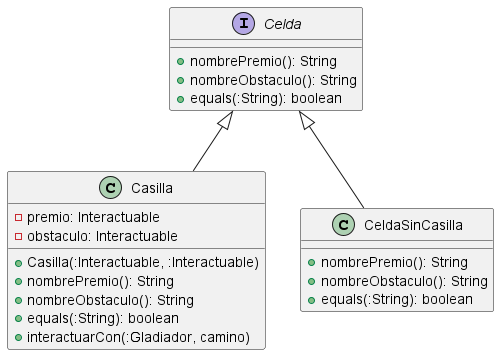 I Celda
nombrePremio(): String
nombreObstaculo(): String
equals(:String): boolean
C Casilla
premio: Interactuable
obstaculo: Interactuable
Casilla(:Interactuable, :Interactuable)
nombrePremio(): String
nombreObstaculo(): String
equals(:String): boolean
interactuarCon(:Gladiador, camino)
C CeldaSinCasilla
nombrePremio(): String
nombreObstaculo(): String
equals(:String): boolean